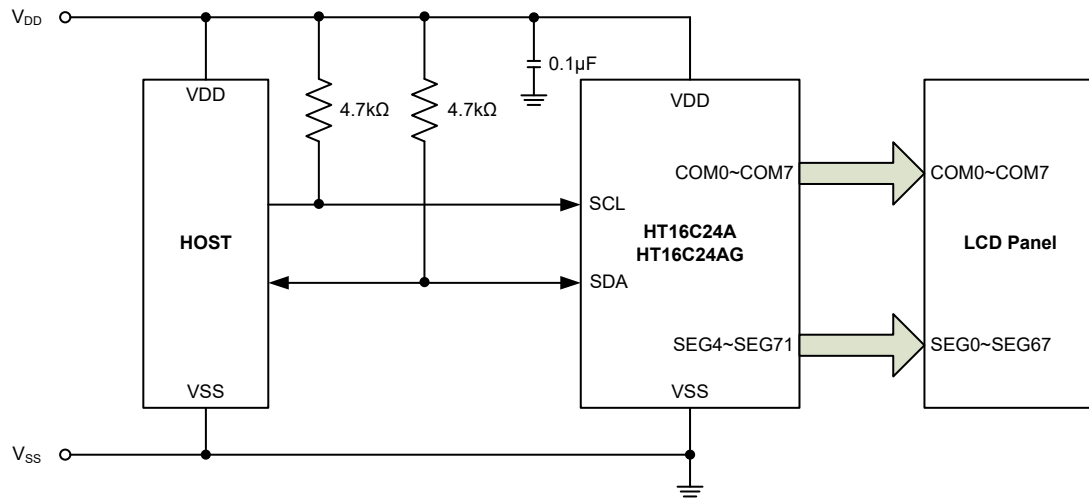 VDD
0.1µF
VDD
4.7kΩ
4.7kΩ
VDD
COM0~COM7
COM0~COM7
SCL
HOST
HT16C24A
HT16C24AG
LCD Panel
SDA
SEG4~SEG71
SEG0~SEG67
VSS
VSS
VSS